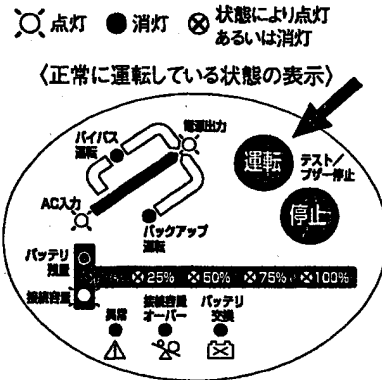 点灯 消灯 状態により点灯
あるいは消灯
〈正常に運転している状態の表示〉
バイパス
運転
電源出力
運転
テスト/
ブザー停止
停止
AC入力
バックアップ
運転
バッテリ
残量
25% 50% 75% 100%
接続容量
異常
接続容量
オーバー
バッテリ
交換